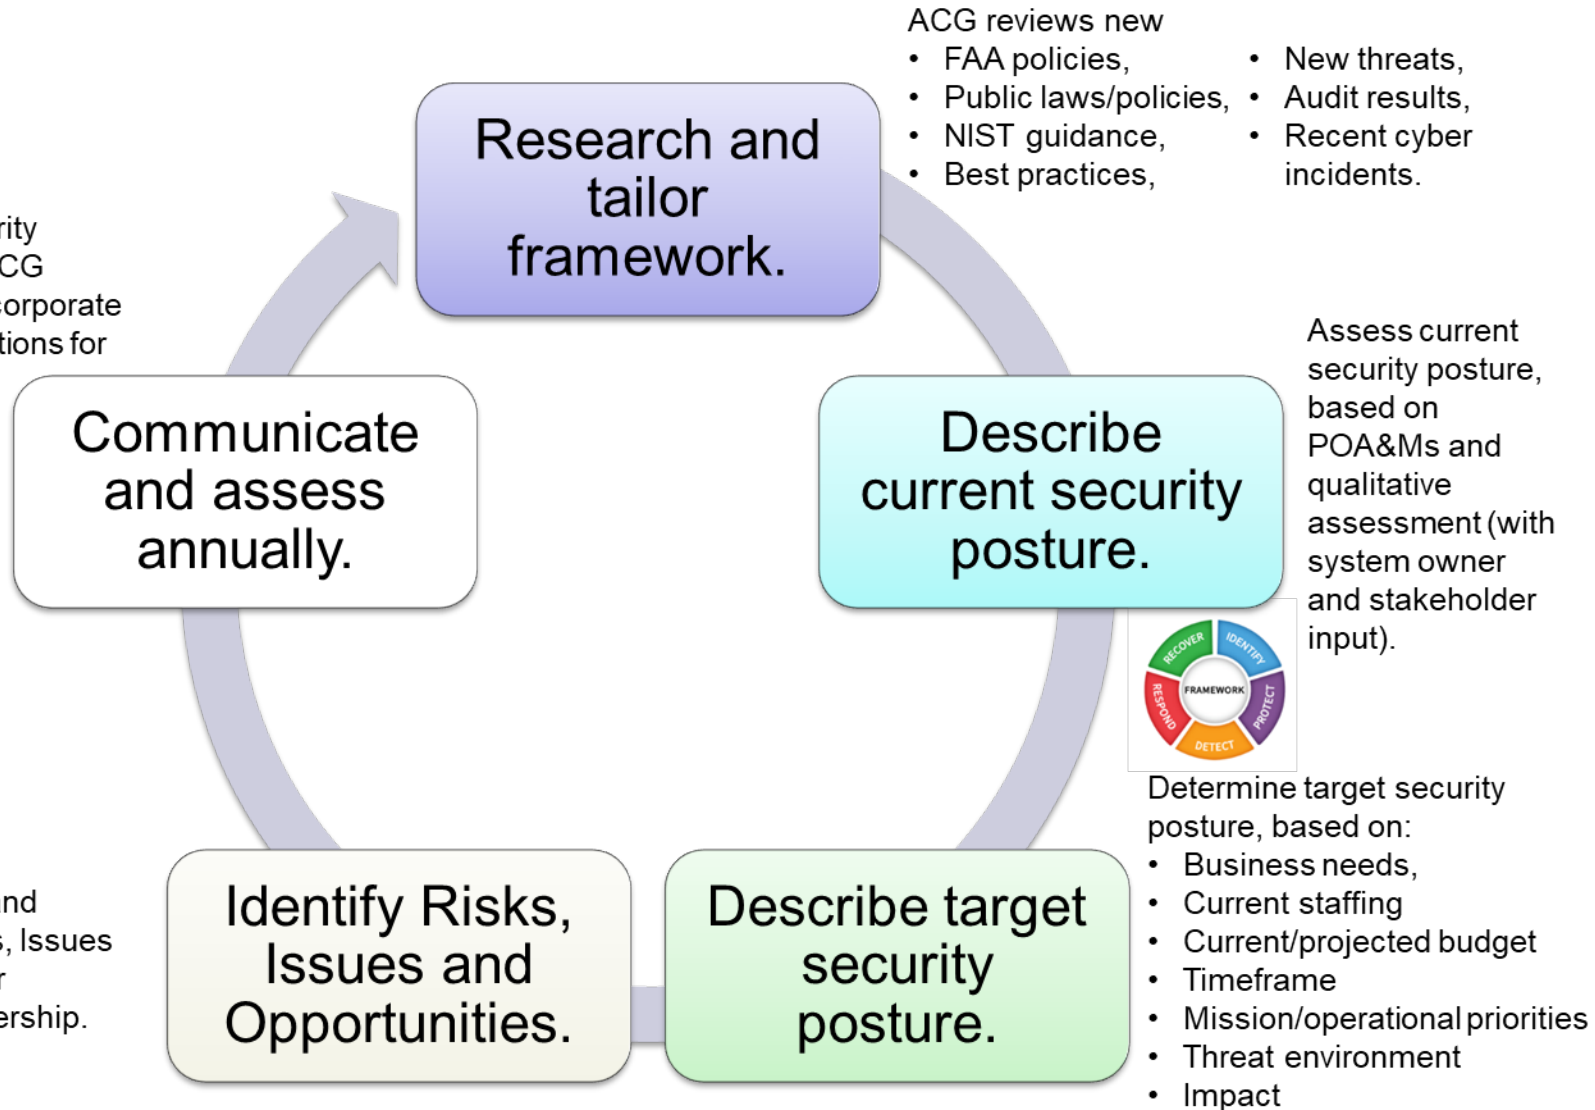 ACG reviews new
• FAA policies,
• Public laws/policies,
• NIST guidance,
• Best practices,
• New threats,
• Audit results,
• Recent cyber
incidents.
Research and
tailor
framework.
Assess current
security posture,
based on
POA&Ms and
qualitative
assessment (with
system owner
and stakeholder
input).
Describe
current security
posture.
RECOVER
IDENTIFY
PROTECT
DETECT
RESPOND
FRAMEWORK
Determine target security
posture, based on:
• Business needs,
• Current staffing
• Current/projected budget
• Timeframe
• Mission/operational priorities
• Threat environment
• Impact
Describe target
security
posture.
Identify Risks,
Issues and
Opportunities.
, Issues
Communicate
and assess
annually.
for